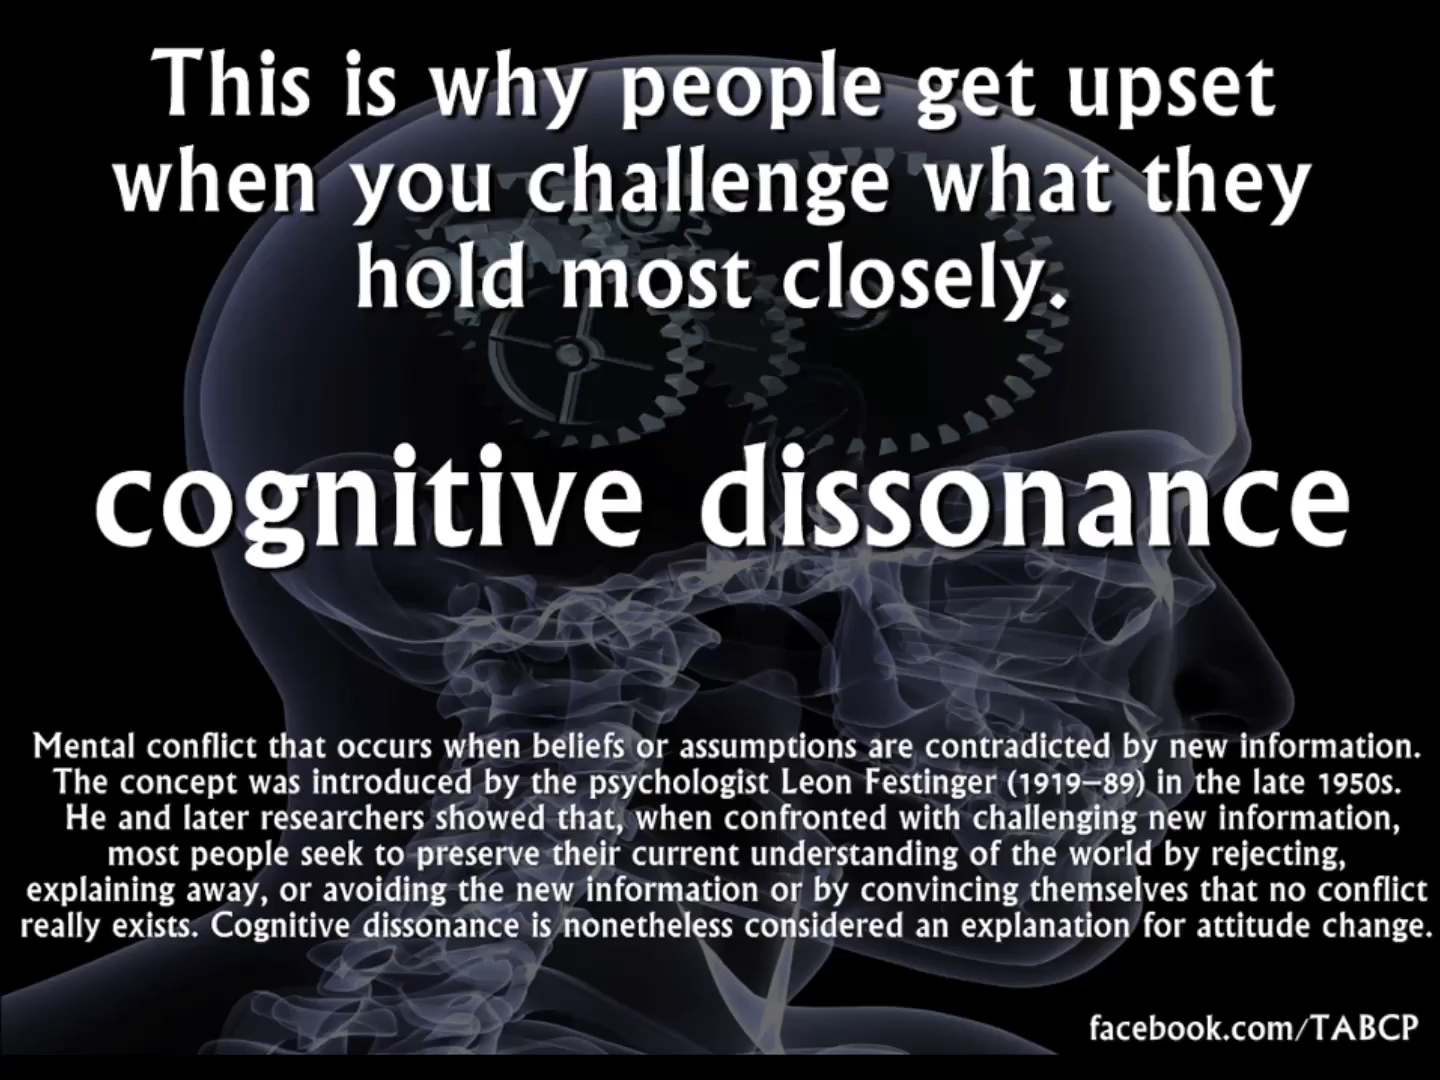 This is why people get upset
when you challenge what they
hold most closely.
cognitive dissonance
Mental conflict that occurs when beliefs or assumptions are contradicted by new information.
The concept was introduced by the psychologist Leon Festinger (1919–89) in the late 1950s.
He and later researchers showed that, when confronted with challenging new information,
most people seek to preserve their current understanding of the world by rejecting,
explaining away, or avoiding the new information or by convincing themselves that no conflict
really exists. Cognitive dissonance is nonetheless considered an explanation for attitude change.
facebook.com/TABCP